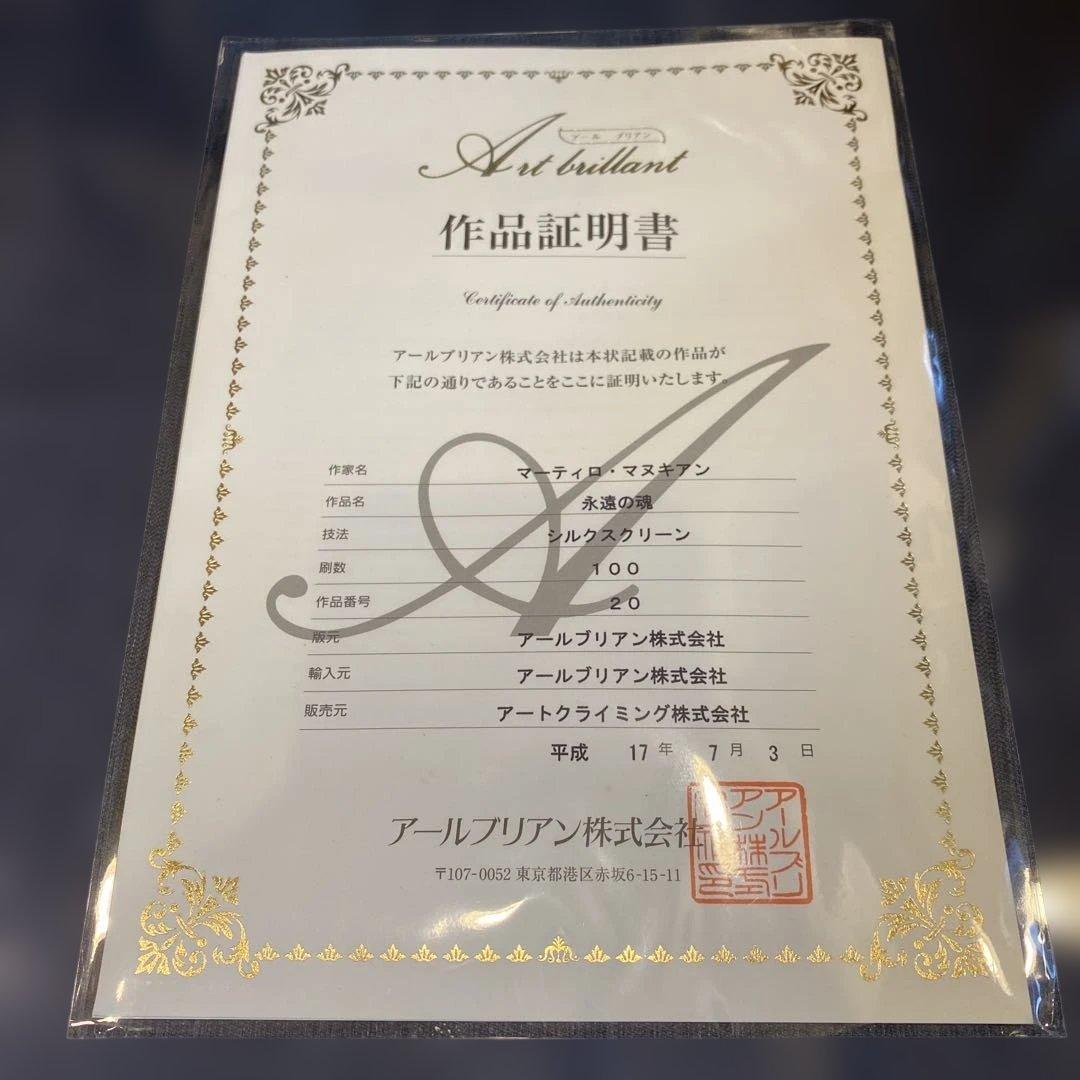 アール ブリアン
Art brillant
作品証明書
Certificate of Authenticity
アールブリアン株式会社は本状記載の作品が
下記の通りであることをここに証明いたします。
作家名 マーティロ・マヌキアン
作品名 永遠の魂
技法 シルクスクリーン
刷数 100
作品番号 20
版元 アールブリアン株式会社
輸入元 アールブリアン株式会社
販売元 アートクライミング株式会社
平成 17年 7月 3日
アールブリアン株式会社
〒107-0052 東京都港区赤坂6-15-11